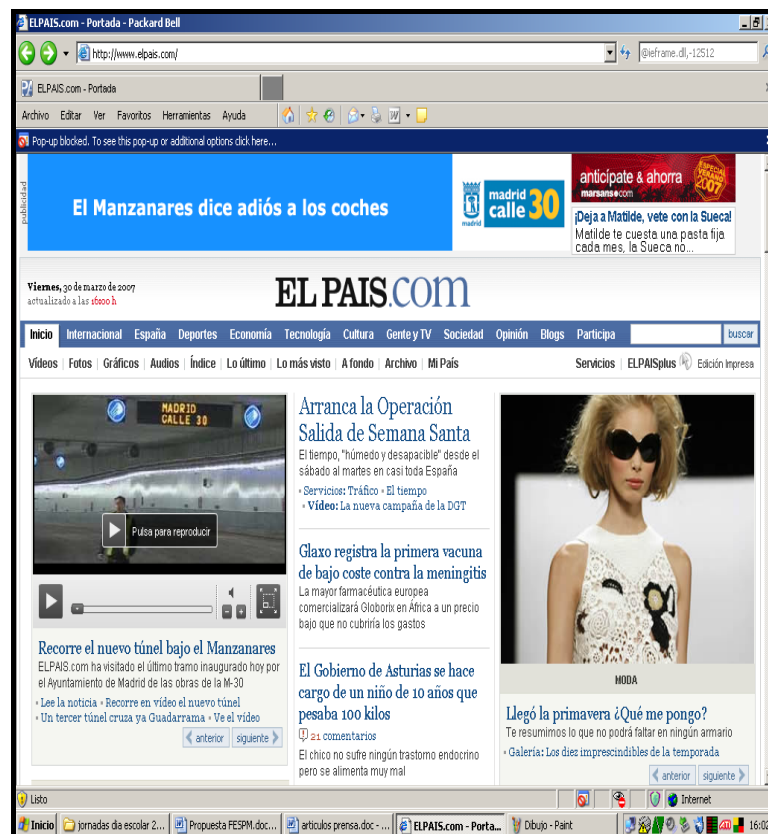 ELPAIS.com - Portada - Packard Bell
http://www.elpais.com/
@ieframe.dll,-12512
ELPAIS.com - Portada
Archivo Editar Ver Favoritos Herramientas Ayuda
Pop-up blocked. To see this pop-up or additional options click here...
publicidad
El Manzanares dice adiós a los coches
madrid
madrid
calle 30
anticípate & ahorra
marsans.com
ESPECIAL
VERANO
2007
¡Deja a Matilde, vete con la Sueca!
Matilde te cuesta una pasta fija
cada mes, la Sueca no...
Viernes, 30 de marzo de 2007
actualizado a las 16:00 h
EL PAIS.COM
Inicio Internacional España Deportes Economía Tecnología Cultura Gente y TV Sociedad Opinión Blogs Participa buscar
Vídeos Fotos Gráficos Audios Índice Lo último Lo más visto A fondo Archivo Mi País Servicios ELPAISplus Edición Impresa
MADRID
CALLE 30
Pulsa para reproducir
Recorre el nuevo túnel bajo el Manzanares
ELPAIS.com ha visitado el último tramo inaugurado hoy por
el Ayuntamiento de Madrid de las obras de la M-30
Lee la noticia Recorre en vídeo el nuevo túnel
Un tercer túnel cruza ya Guadarrama Ve el vídeo
anterior siguiente
Arranca la Operación
Salida de Semana Santa
El tiempo, "húmedo y desapacible" desde el
sábado al martes en casi toda España
Servicios: Tráfico El tiempo
Vídeo: La nueva campaña de la DGT
Glaxo registra la primera vacuna
de bajo coste contra la meningitis
La mayor farmacéutica europea
comercializará Globorix en África a un precio
bajo que no cubriría los gastos
El Gobierno de Asturias se hace
cargo de un niño de 10 años que
pesaba 100 kilos
21 comentarios
El chico no sufre ningún trastorno endocrino
pero se alimenta muy mal
MODA
Llegó la primavera ¿Qué me pongo?
Te resumimos lo que no podrá faltar en ningún armario
Galería: Los diez imprescindibles de la temporada
anterior siguiente
Listo
Internet
Inicio jornadas dia escolar 2... Propuesta FESPM.doc... articulos prensa.doc - ... ELPAIS.com - Porta... Dibujo - Paint 16:02